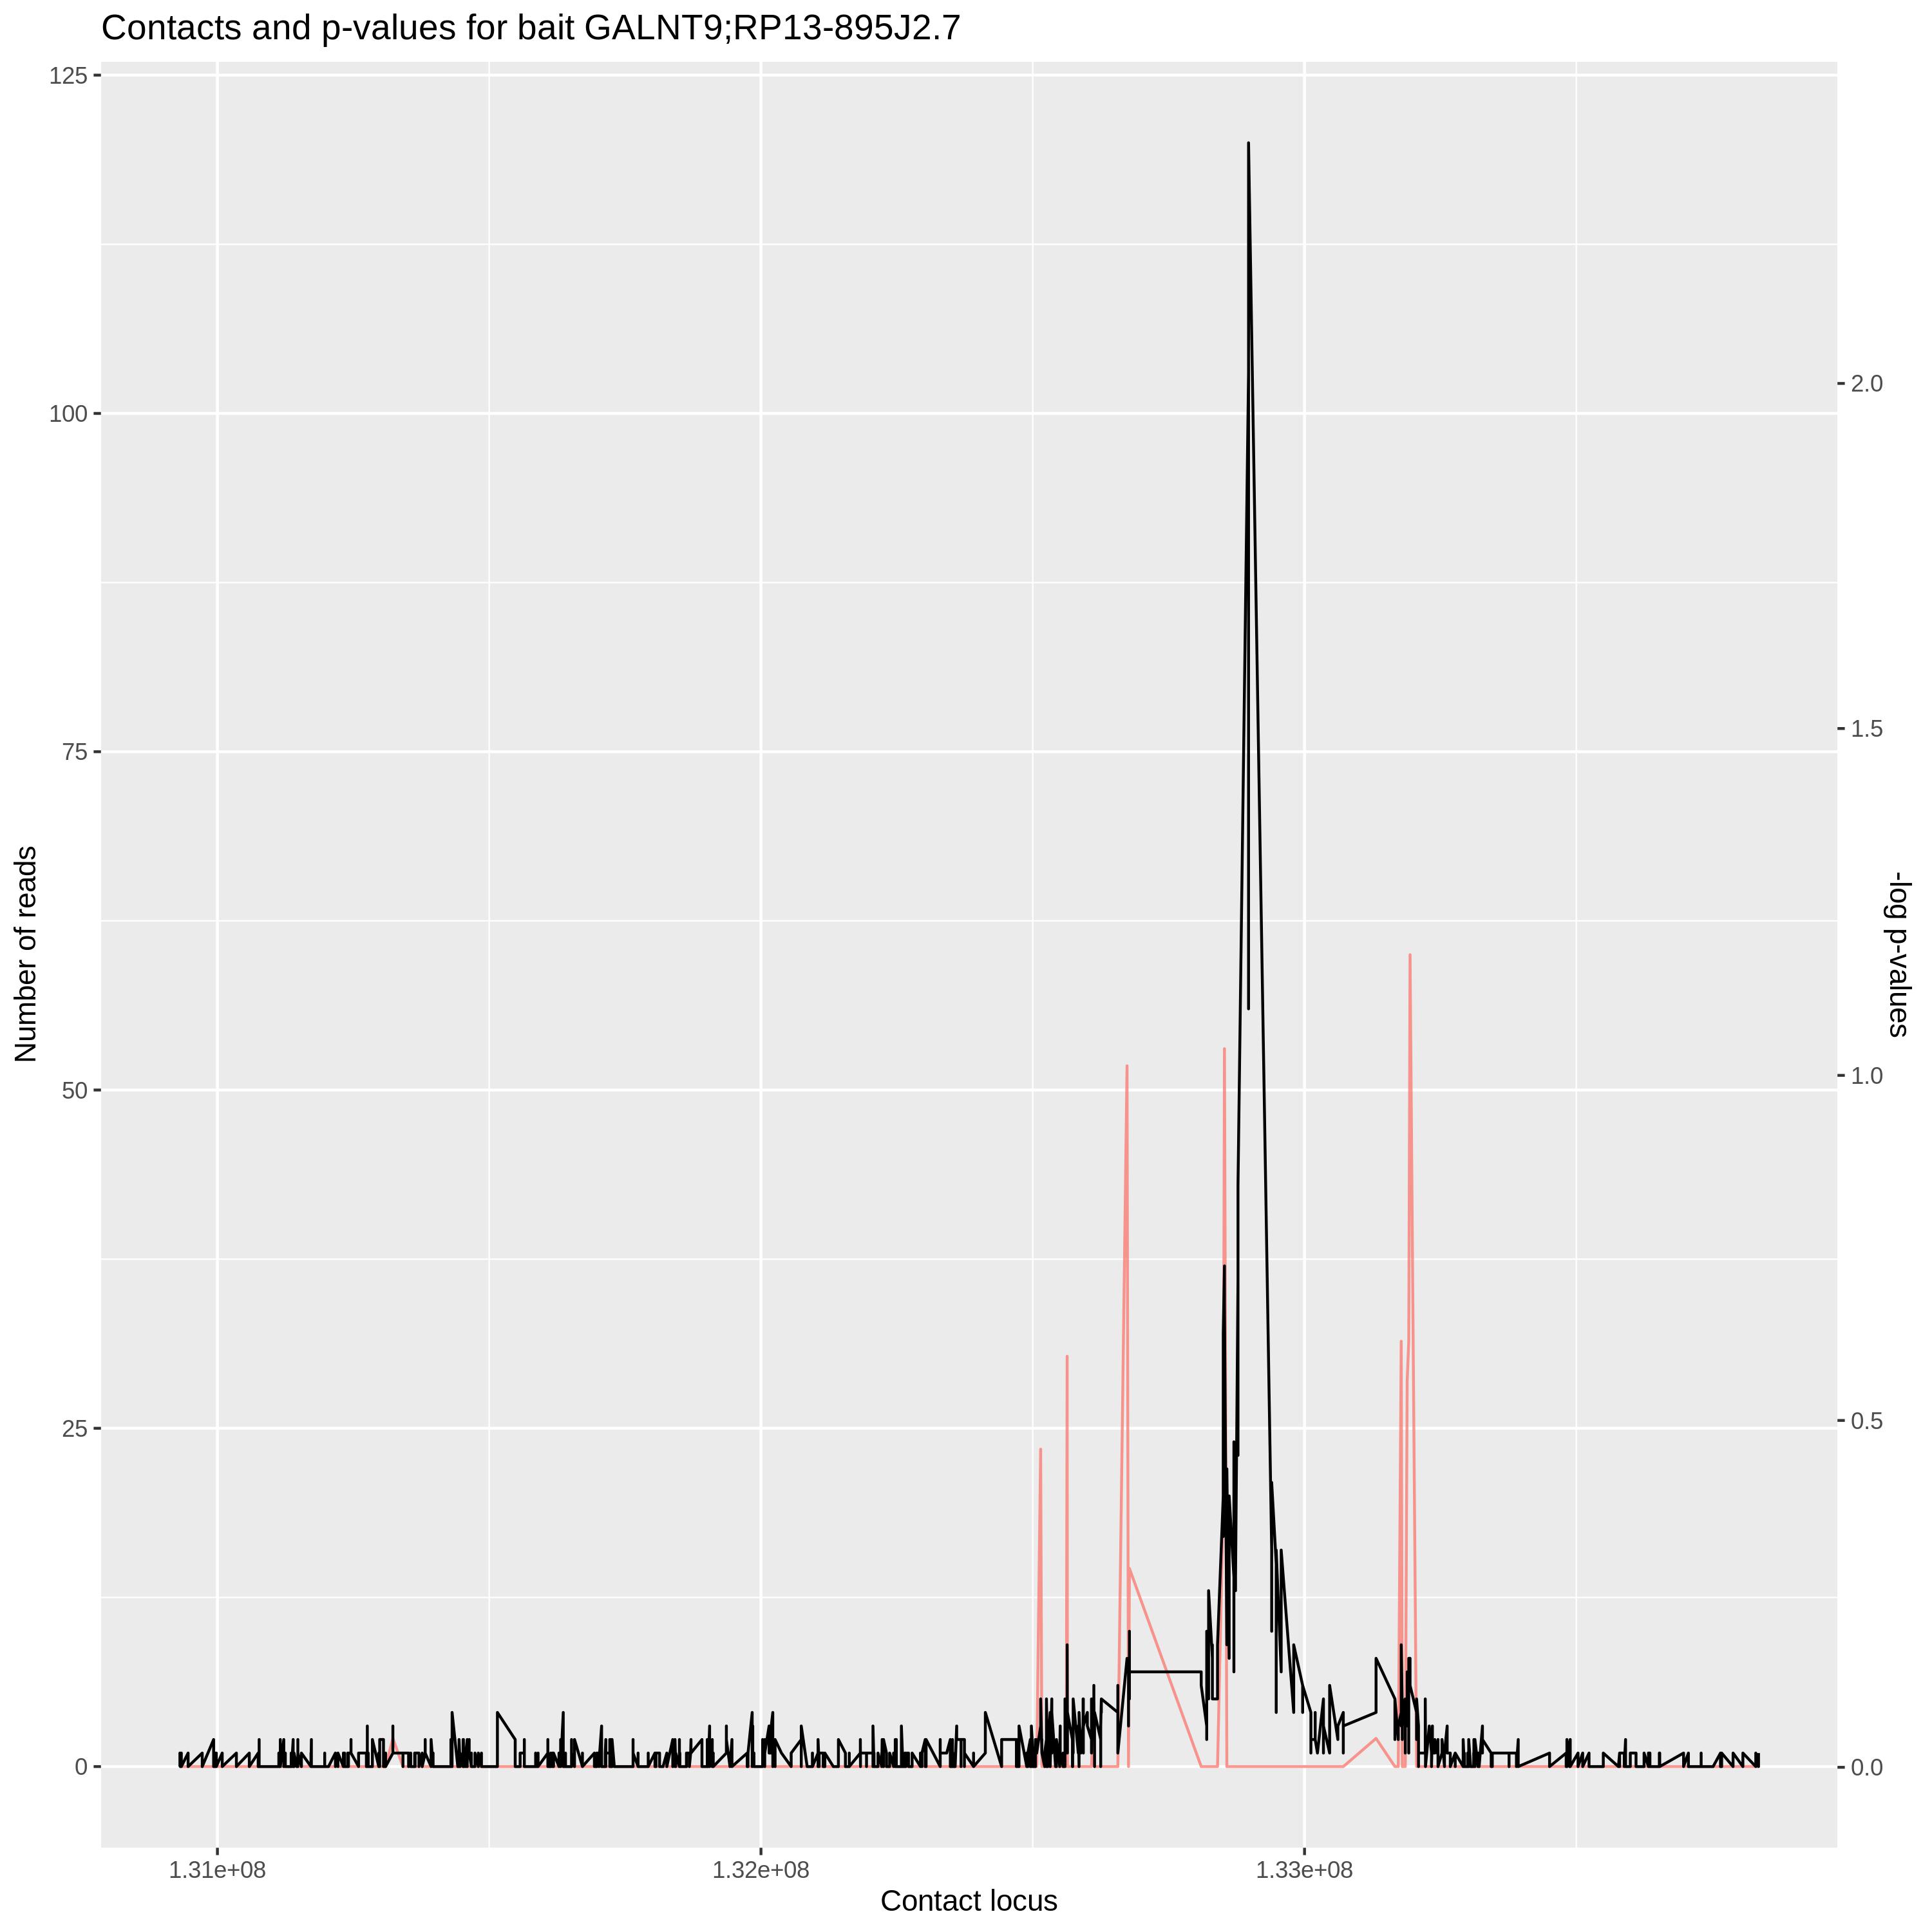 Contacts and p-values for bait GALNT9;RP13-895J2.7
125
100
75
50
25
0
Number of reads
2.0
1.5
1.0
0.5
0.0
-log p-values
1.31e+08
1.32e+08
1.33e+08
Contact locus